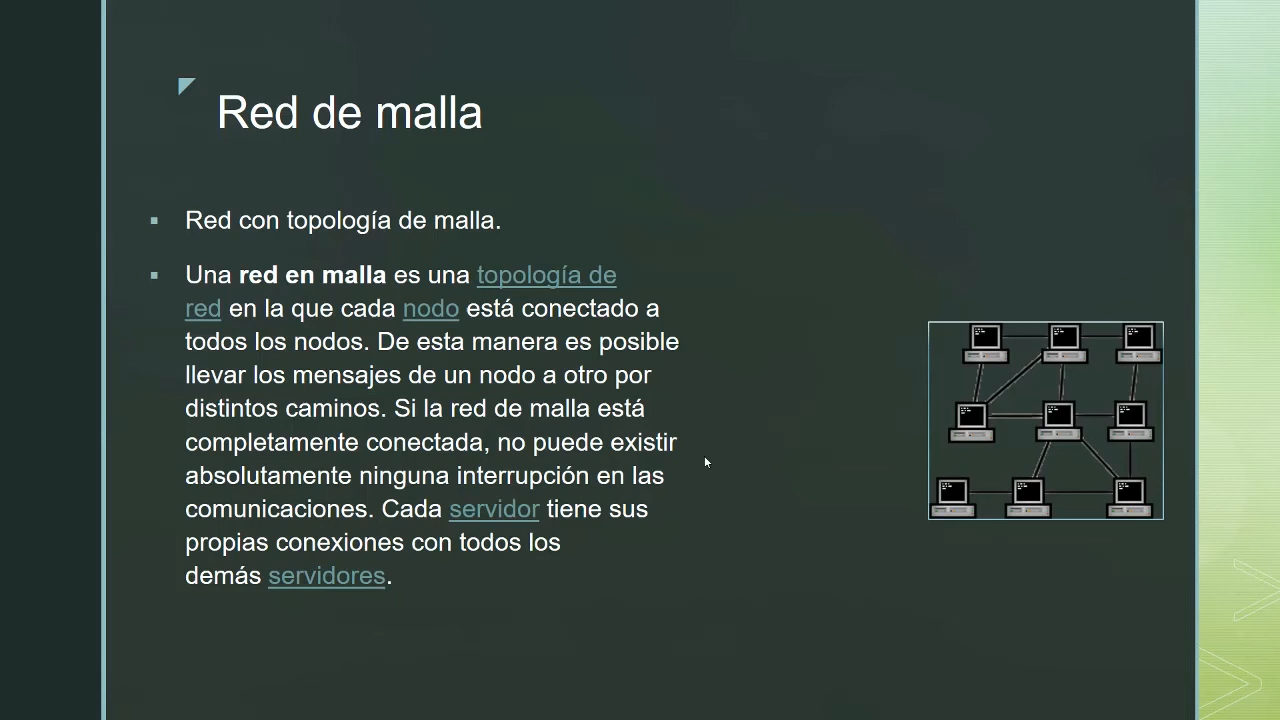 Red de malla
Red con topología de malla.
Una red en malla es una topología de
red en la que cada nodo está conectado a
todos los nodos. De esta manera es posible
llevar los mensajes de un nodo a otro por
distintos caminos. Si la red de malla está
completamente conectada, no puede existir
absolutamente ninguna interrupción en las
comunicaciones. Cada servidor tiene sus
propias conexiones con todos los
demás servidores.